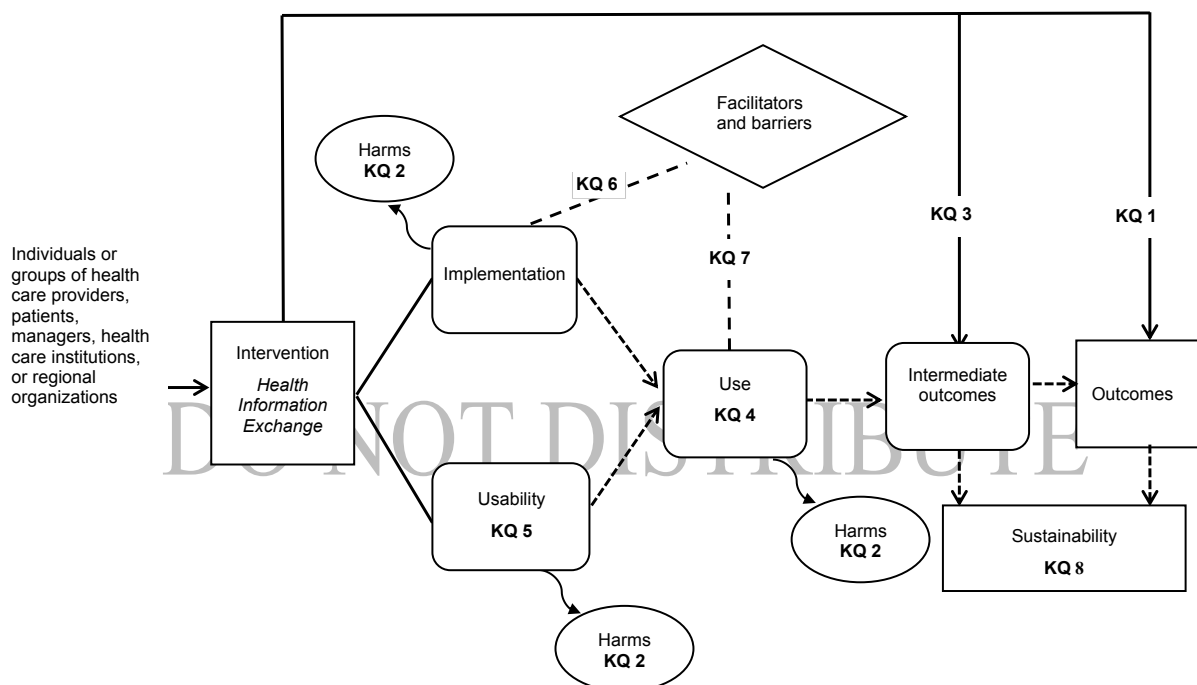 Facilitators
and barriers
Harms
KQ 2
KQ 6
KQ 3
KQ 1
KQ 7
Individuals or
groups of health
care providers,
patients,
managers, health
care institutions,
or regional
organizations
Implementation
Intervention
Health
Information
Exchange
Use
KQ 4
Intermediate
outcomes
Outcomes
DO NOT DISTRIBUTE
Usability
KQ 5
Harms
KQ 2
Sustainability
KQ 8
Harms
KQ 2